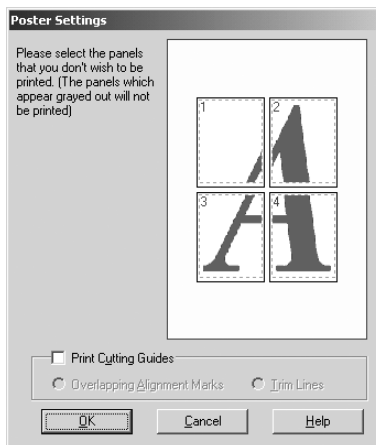 Poster Settings
Please select the panels
that you don't wish to be
printed. (The panels which
appear grayed out will not
be printed)
1 2
A
3 4
Print Cutting Guides
Overlapping Alignment Marks Trim Lines
OK Cancel Help